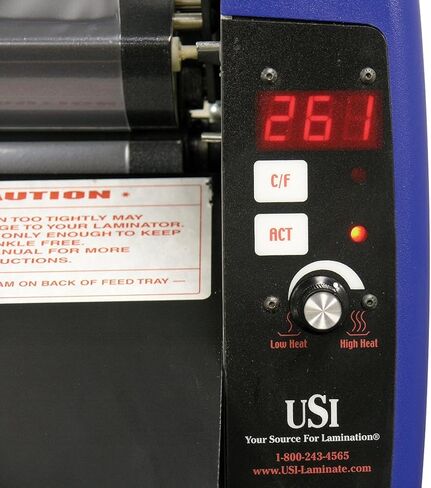 261
C/F
ACT
Low Heat
High Heat
USI
Your Source For Lamination®
1-800-243-4565
www.USI-Laminate.com
AUTION •
TOO TIGHTLY MAY
GE TO YOUR LAMINATOR.
ONLY ENOUGH TO KEEP
NKLE FREE.
ANUAL FOR MORE
UCTIONS.
AM ON BACK OF FEED TRAY —